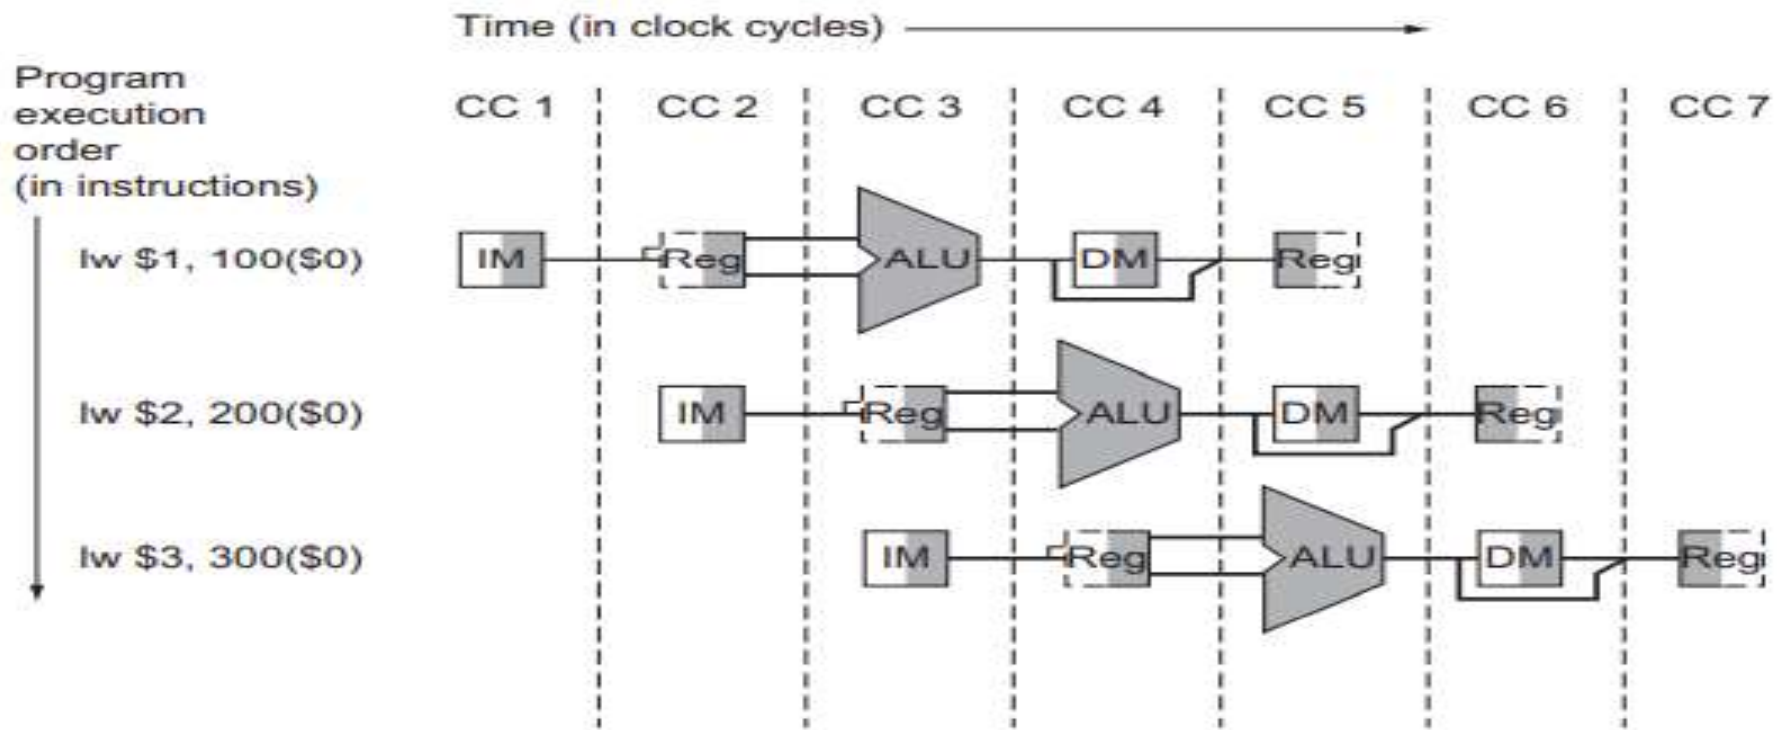 Time (in clock cycles)
Program
execution
order
(in instructions)
CC 1 CC 2 CC 3 CC 4 CC 5 CC 6 CC 7
lw $1, 100($0) IM Reg ALU DM Reg
lw $2, 200($0) IM Reg ALU DM Reg
lw $3, 300($0) IM Reg ALU DM Reg